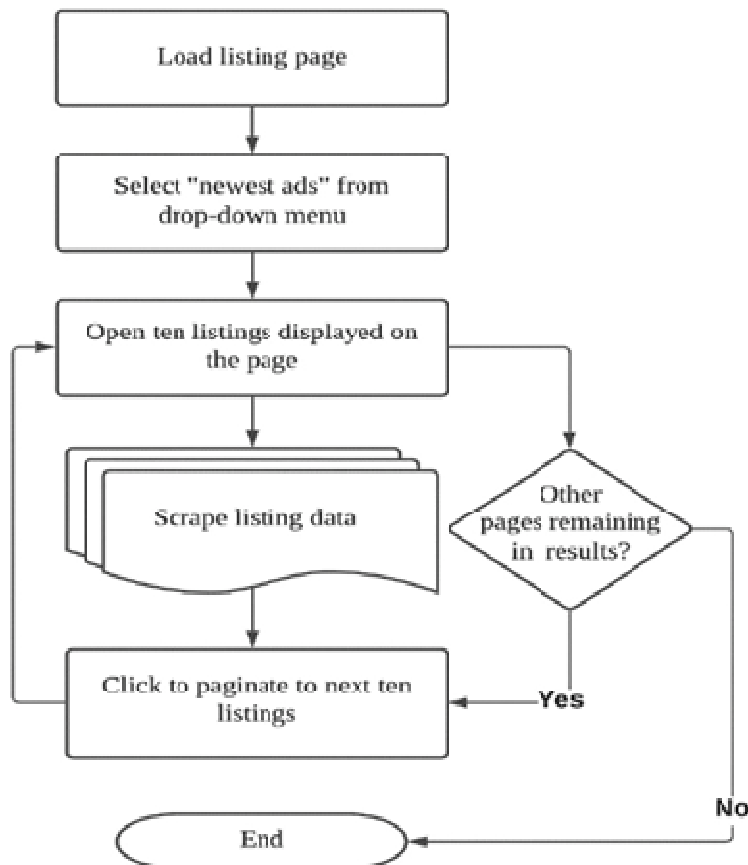 Load listing page
Select "newest ads" from
drop-down menu
Open ten listings displayed on
the page
Scrape listing data
Other
pages remaining
in results?
Click to paginate to next ten
listings
Yes
No
End